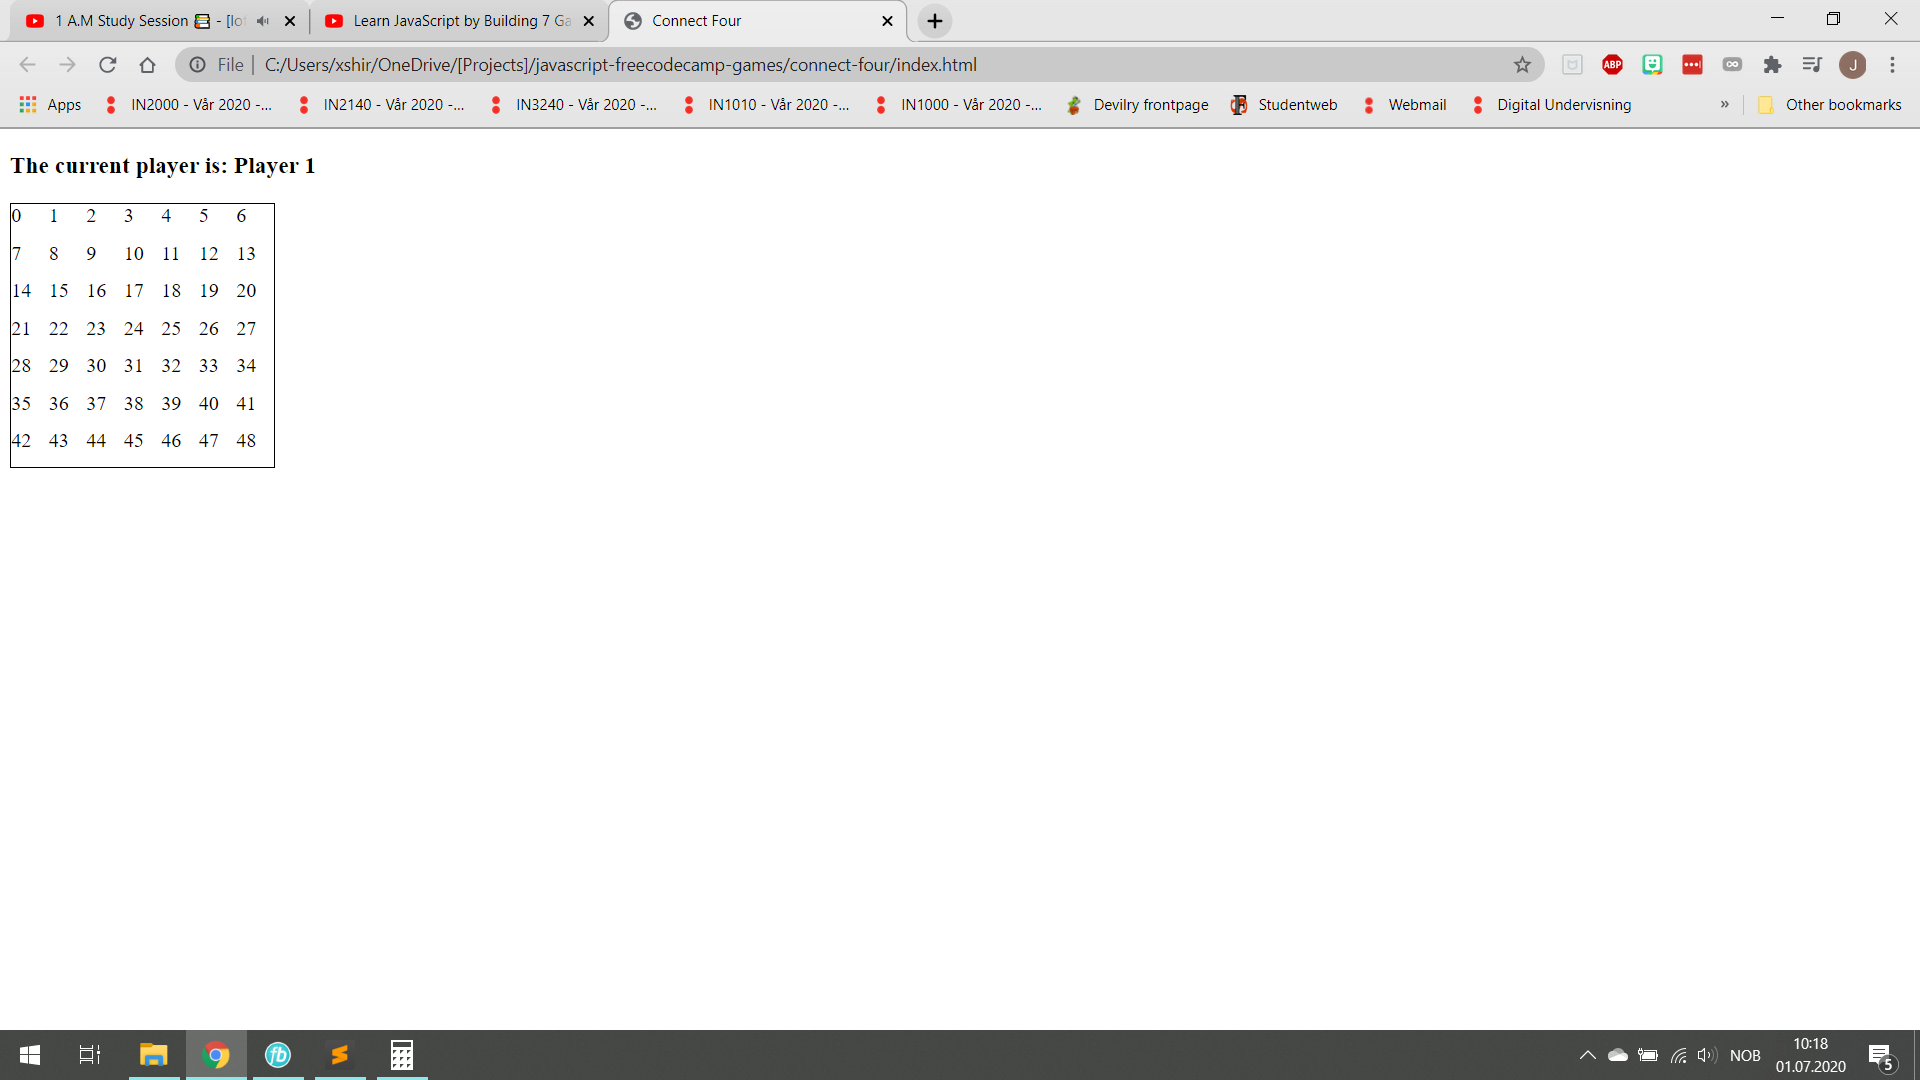 1 A.M Study Session 📚 - [lo
Learn JavaScript by Building 7 Ga
Connect Four
File | C:/Users/xshir/OneDrive/[Projects]/javascript-freecodecamp-games/connect-four/index.html
ABP
J
Apps
IN2000 - Vår 2020 -...
IN2140 - Vår 2020 -...
IN3240 - Vår 2020 -...
IN1010 - Vår 2020 -...
IN1000 - Vår 2020 -...
Devilry frontpage
Studentweb
Webmail
Digital Undervisning
»
Other bookmarks
The current player is: Player 1
0 1 2 3 4 5 6
7 8 9 10 11 12 13
14 15 16 17 18 19 20
21 22 23 24 25 26 27
28 29 30 31 32 33 34
35 36 37 38 39 40 41
42 43 44 45 46 47 48
fb
NOB
10:18
01.07.2020
5